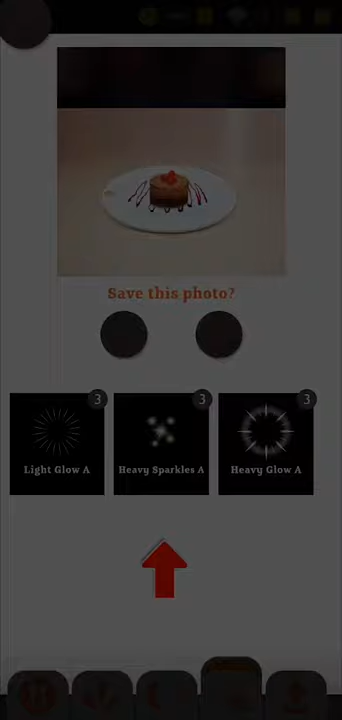 Save this photo?
3
3
3
Light Glow A
Heavy Sparkles A
Heavy Glow A